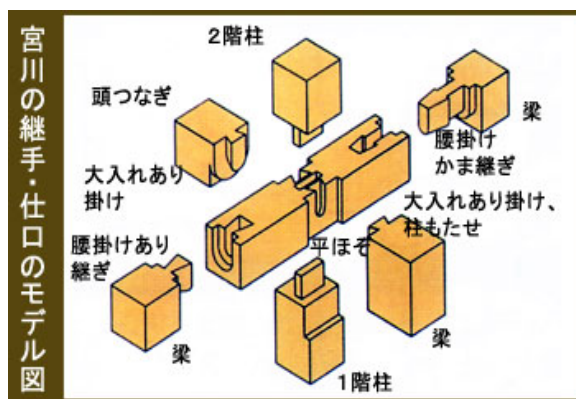 宮川の継手・仕口のモデル図
2階柱
頭つなぎ
梁
腰掛け
かま継ぎ
大入れあり
掛け
大入れあり掛け、
柱もたせ
腰掛けあり
継ぎ
平ほぞ
梁
梁
1階柱